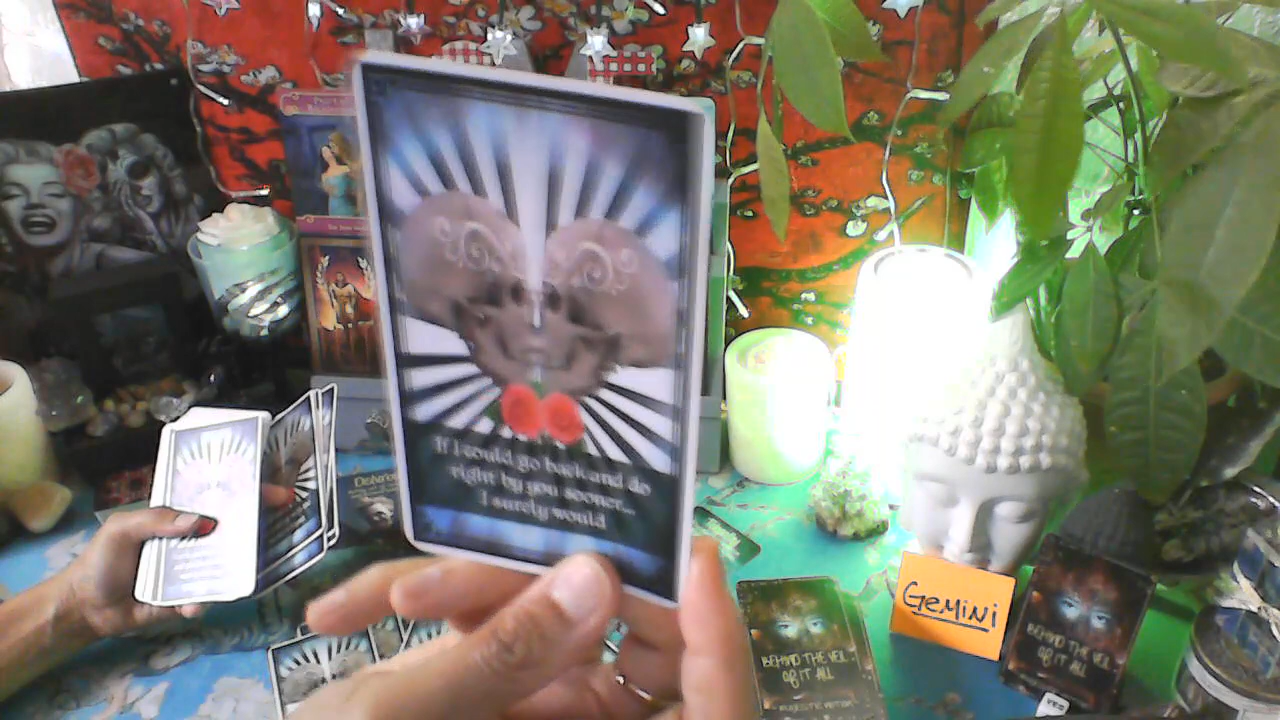 If I could go back and do
right by you sooner...
I surely would
GEMINI
BEHIND THE VEIL
OF IT ALL
BEHIND THE VEIL
OF IT ALL